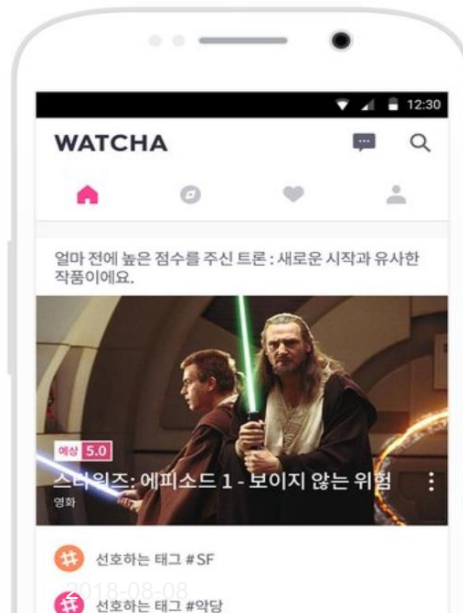 12:30
WATCHA
얼마 전에 높은 점수를 주신 트론 : 새로운 시작과 유사한
작품이에요.
예상 5.0
스타워즈: 에피소드 1 - 보이지 않는 위험
영화
선호하는 태그 #SF
2018-08-08
선호하는 태그 #악당